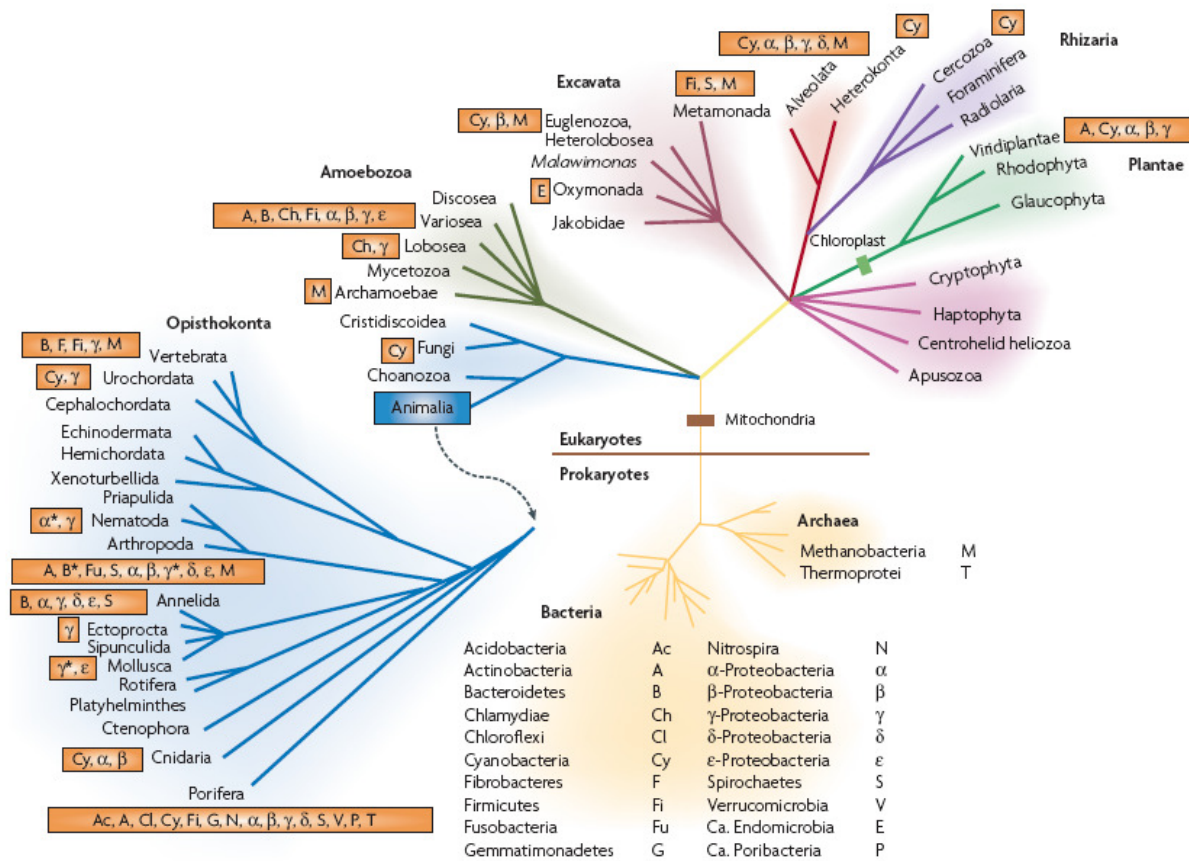 Cy, α, β, γ, δ, M
Cy
Cy
Rhizaria
Excavata
Fi, S, M
Metamonada
Alveolata
Heterokonta
Cercozoa
Foraminifera
Radiolaria
Cy, β, M
Euglenozoa,
Heterolobosea
Malawimonas
E
Oxymonada
Jakobidae
Viridiplantae
A, Cy, α, β, γ
Plantae
Rhodophyta
Glaucophyta
Chloroplast
Amoebozoa
Discosea
A, B, Ch, Fi, α, β, γ, ε
Variosea
Ch, γ
Lobosea
Mycetozoa
M
Archamoebae
Cryptophyta
Haptophyta
Centrohelid heliozoa
Apusozoa
Opisthokonta
Cristidiscoidea
Cy
Fungi
Choanozoa
Animalia
Mitochondria
Eukaryotes
Prokaryotes
B, F, Fi, γ, M
Vertebrata
Cy, γ
Urochordata
Cephalochordata
Echinodermata
Hemichordata
Xenoturbellida
Priapulida
α*, γ
Nematoda
Arthropoda
A, B*, Fu, S, α, β, γ*, δ, ε, M
B, α, γ, δ, ε, S
Annelida
γ
Ectoprocta
Sipunculida
γ*, ε
Mollusca
Rotifera
Platyhelminthes
Ctenophora
Cy, α, β
Cnidaria
Porifera
Ac, A, Cl, Cy, Fi, G, N, α, β, γ, δ, S, V, P, T
Archaea
Methanobacteria M
Thermoprotei T
Bacteria
Acidobacteria Ac Nitrospira N
Actinobacteria A α-Proteobacteria α
Bacteroidetes B β-Proteobacteria β
Chlamydiae Ch γ-Proteobacteria γ
Chloroflexi Cl δ-Proteobacteria δ
Cyanobacteria Cy ε-Proteobacteria ε
Fibrobacteres F Spirochaetes S
Firmicutes Fi Verrucomicrobia V
Fusobacteria Fu Ca. Endomicrobia E
Gemmatimonadetes G Ca. Poribacteria P